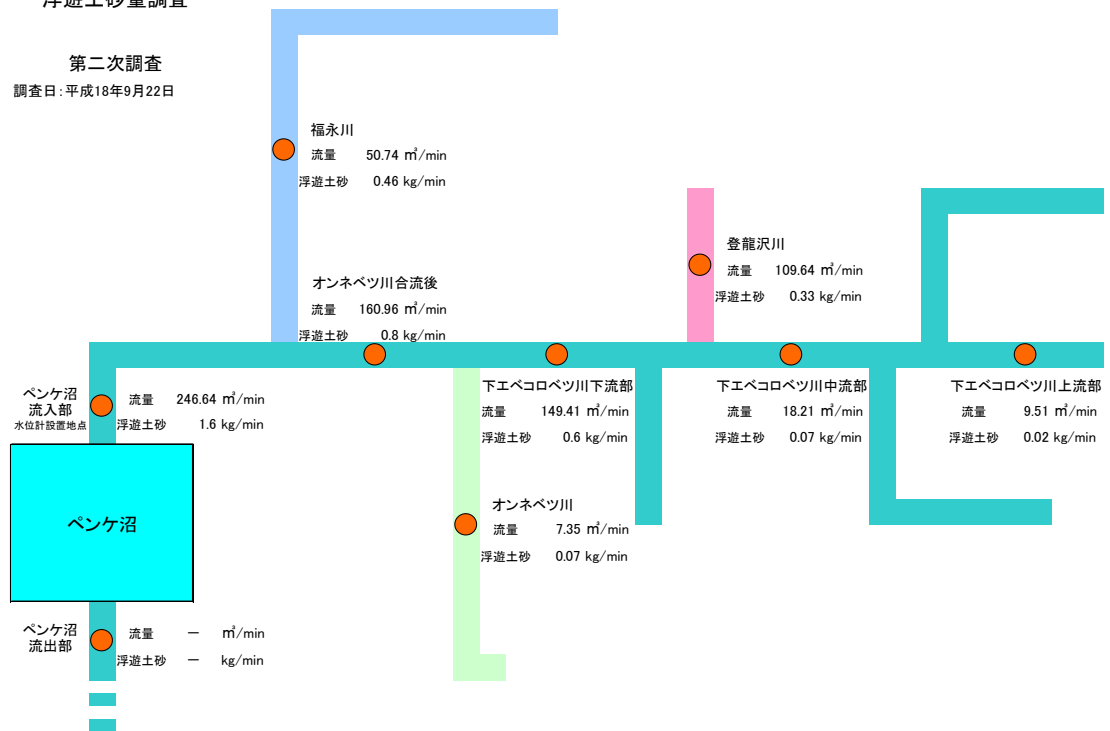 浮遊土砂量調査
第二次調査
調査日:平成18年9月22日
福永川
流量 50.74 ㎥/min
浮遊土砂 0.46 kg/min
登龍沢川
流量 109.64 ㎥/min
浮遊土砂 0.33 kg/min
オンネベツ川合流後
流量 160.96 ㎥/min
浮遊土砂 0.8 kg/min
ペンケ沼
流入部
水位計設置地点
流量 246.64 ㎥/min
浮遊土砂 1.6 kg/min
下エベコロベツ川下流部
流量 149.41 ㎥/min
浮遊土砂 0.6 kg/min
下エベコロベツ川中流部
流量 18.21 ㎥/min
浮遊土砂 0.07 kg/min
下エベコロベツ川上流部
流量 9.51 ㎥/min
浮遊土砂 0.02 kg/min
ペンケ沼
オンネベツ川
流量 7.35 ㎥/min
浮遊土砂 0.07 kg/min
ペンケ沼
流出部
流量 － ㎥/min
浮遊土砂 － kg/min